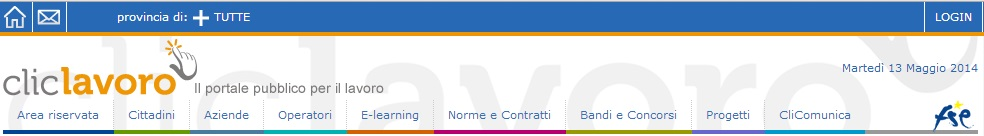 provincia di: + TUTTE LOGIN
cliclavoro Il portale pubblico per il lavoro
Martedì 13 Maggio 2014
Area riservata Cittadini Aziende Operatori E-learning Norme e Contratti Bandi e Concorsi Progetti CliComunica fse